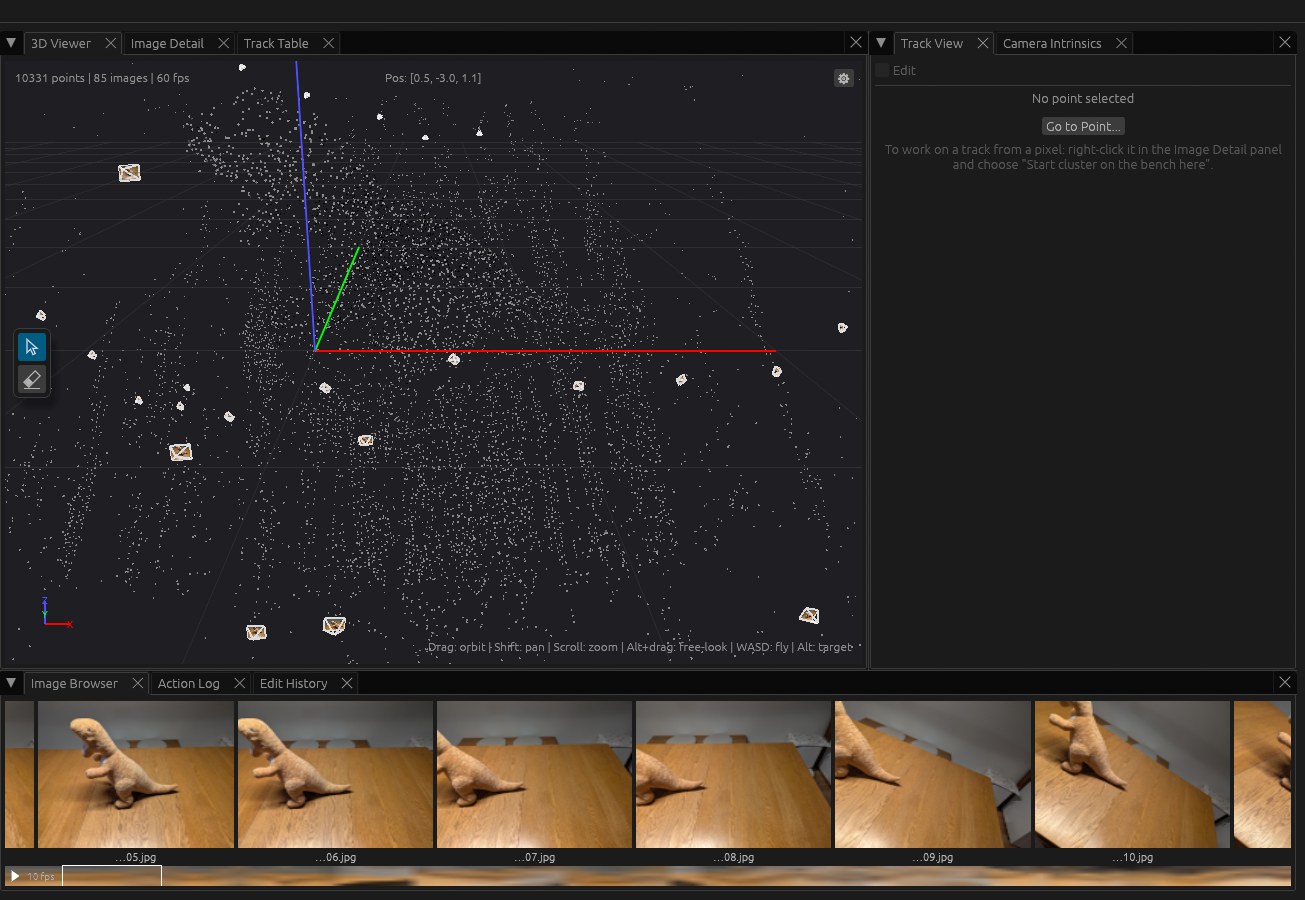 3D Viewer
Image Detail
Track Table
Track View
Camera Intrinsics
10331 points | 85 images | 60 fps
Pos: [0.5, -3.0, 1.1]
Edit
No point selected
Go to Point...
To work on a track from a pixel: right-click it in the Image Detail panel
and choose "Start cluster on the bench here".
Z
X
Drag: orbit | Shift: pan | Scroll: zoom | Alt+drag: free-look | WASD: fly | Alt: target
Image Browser
Action Log
Edit History
...05.jpg
...06.jpg
...07.jpg
...08.jpg
...09.jpg
...10.jpg
10 fps